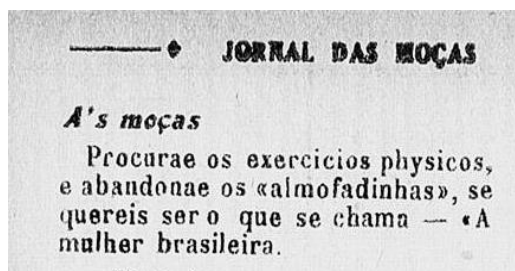 JORNAL DAS MOÇAS
A's moças
Procurae os exercicios physicos,
e abandonae os «almofadinhas», se
quereis ser o que se chama — «A
mulher brasileira.